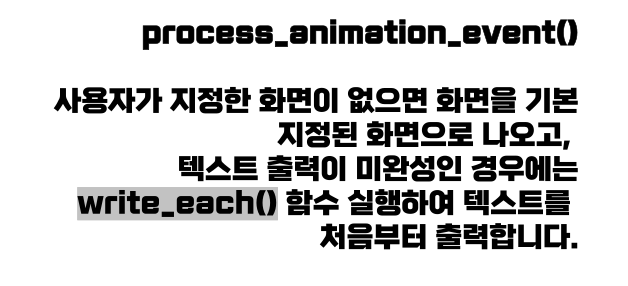 process_animation_event()
사용자가 지정한 화면이 없으면 화면을 기본
지정된 화면으로 나오고,
텍스트 출력이 미완성인 경우에는
write_each() 함수 실행하여 텍스트를
처음부터 출력합니다.